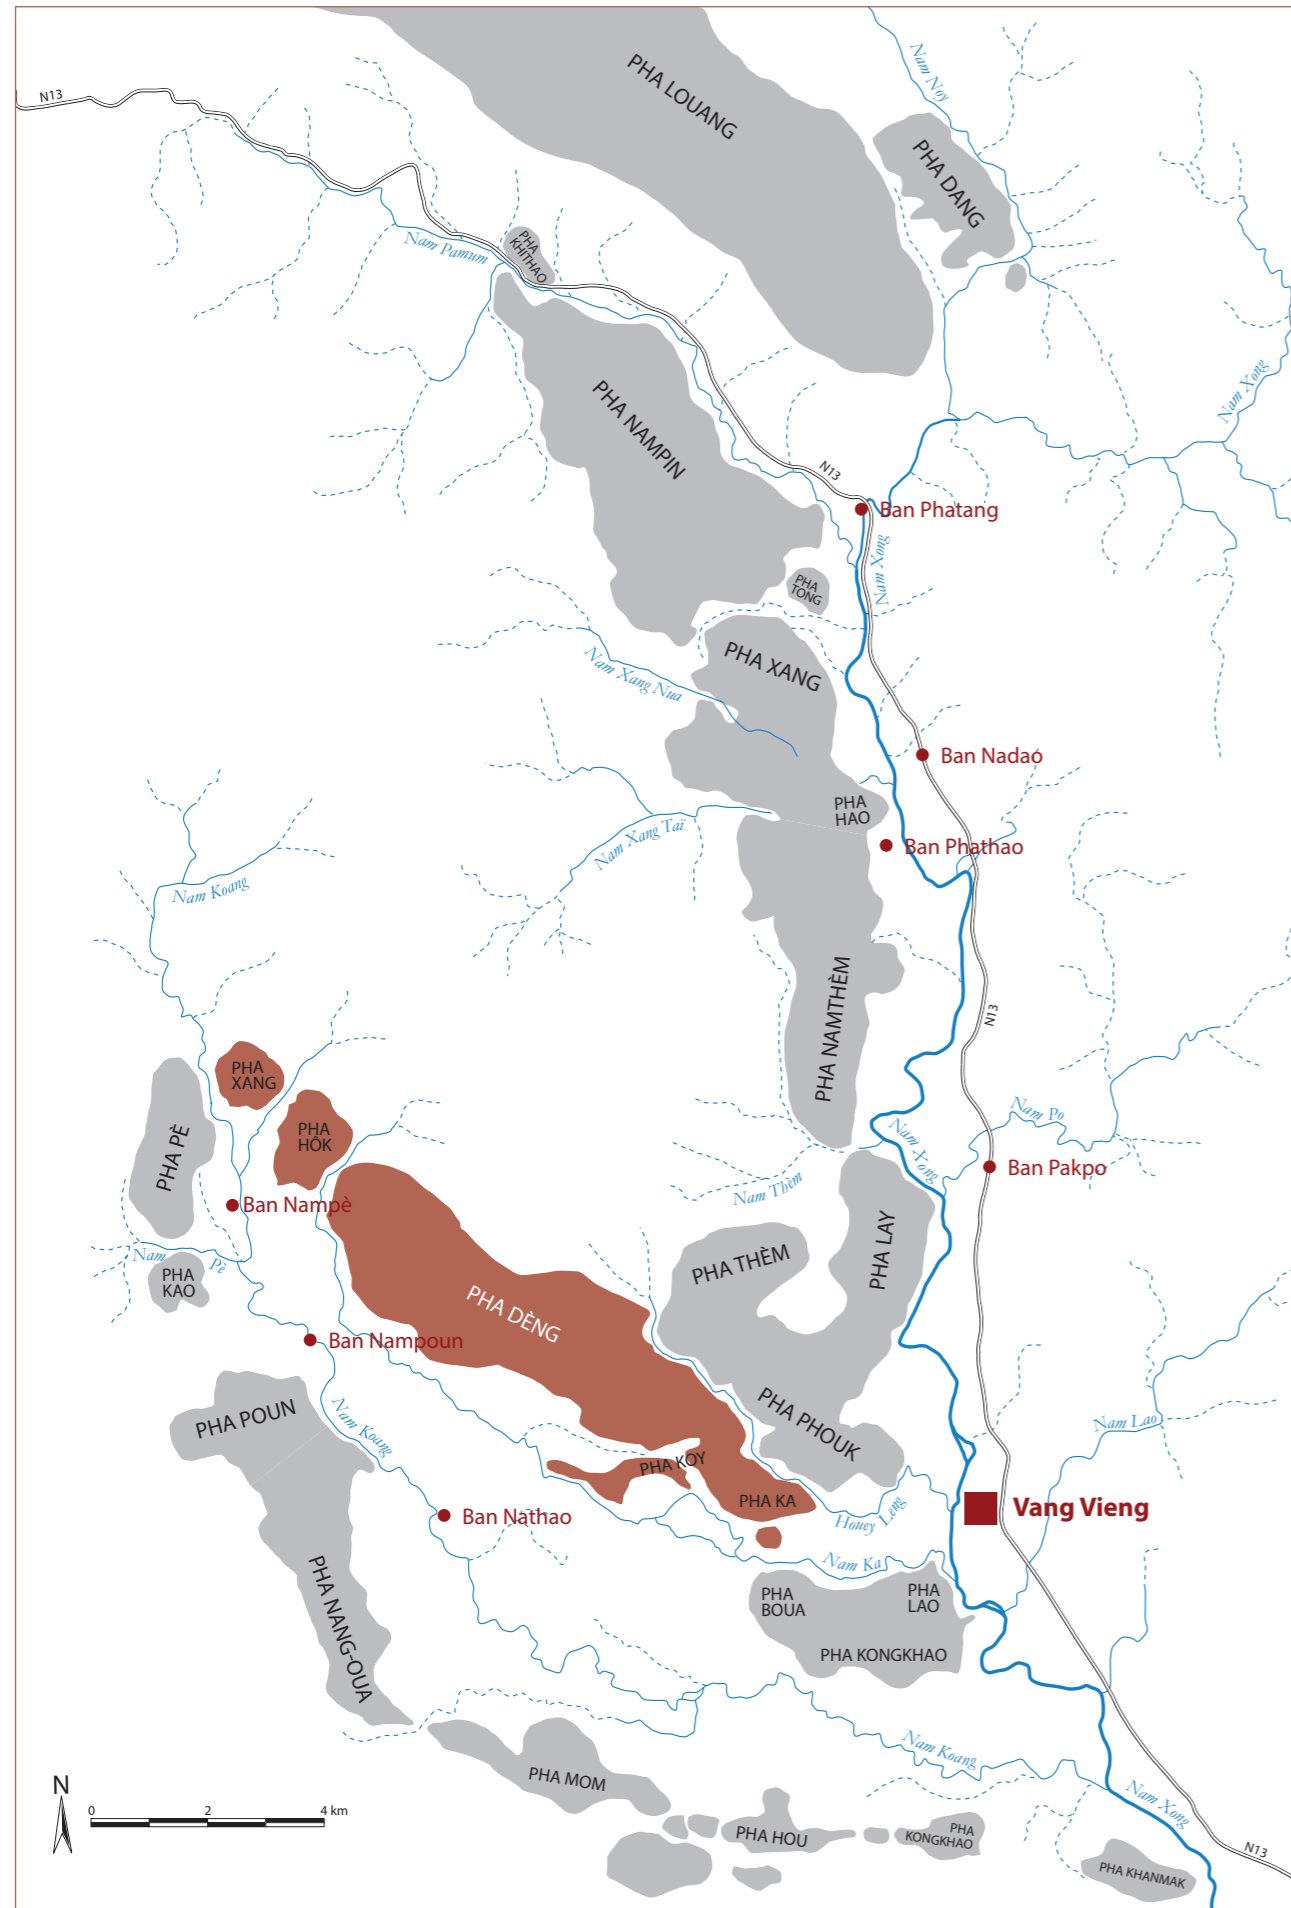 N13
PHA LOUANG
Nam Noy
PHA DANG
Nam Pamum
PHA
KHITHAO
PHA NAMPIN
Nam Xong
N13
Ban Phatang
Nam Xong
PHA
TONG
PHA XANG
Nam Xang Nua
Ban Nadao
PHA
HAO
Nam Xang Taï
Ban Phathao
Nam Koang
PHA NAMTHÈM
N13
PHA
XANG
PHA
HÔK
PHA PÈ
Nam Po
Nam Xong
Ban Pakpo
Nam Thèm
Ban Nampè
PHA LAY
PHA THÈM
Nam Pè
PHA
KAO
PHA DÈNG
Ban Nampoun
PHA POUN
Nam Koang
PHA PHOUK
Nam Lao
PHA KOY
PHA KA
Houey Leng
Vang Vieng
Ban Nathao
Nam Ka
PHA
BOUA
PHA
LAO
PHA NANG-OUA
PHA KONGKHAO
Nam Koang
PHA MOM
Nam Xong
N
0 2 4 km
PHA HOU
PHA
KONGKHAO
PHA KHANMAK
N13